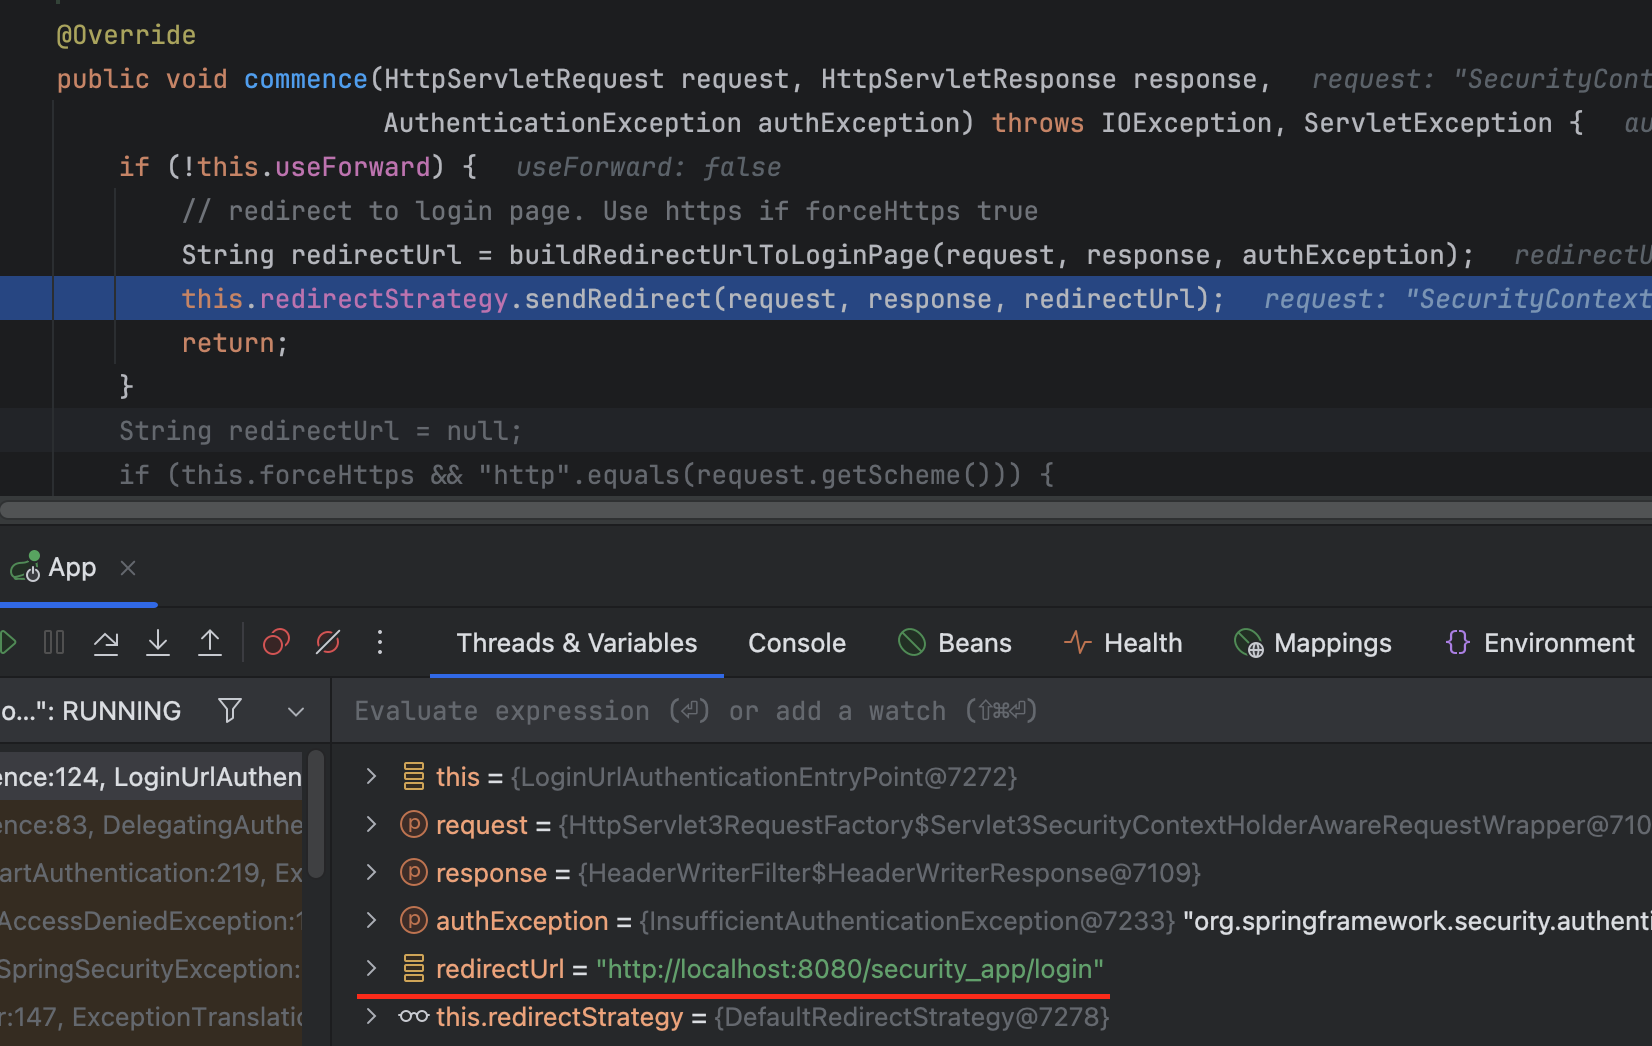 @Override
public void commence(HttpServletRequest request, HttpServletResponse response,   request: "SecurityCont
AuthenticationException authException) throws IOException, ServletException {   au
if (!this.useForward) {   useForward: false
// redirect to login page. Use https if forceHttps true
String redirectUrl = buildRedirectUrlToLoginPage(request, response, authException);   redirectU
this.redirectStrategy.sendRedirect(request, response, redirectUrl);   request: "SecurityContext
return;
}
String redirectUrl = null;
if (this.forceHttps && "http".equals(request.getScheme())) {
App
Threads & Variables   Console   Beans   Health   Mappings   Environment
o...": RUNNING
Evaluate expression (⏎) or add a watch (⇧⌘⏎)
ence:124, LoginUrlAuthen
ence:83, DelegatingAuthe
artAuthentication:219, Ex
AccessDeniedException:1
SpringSecurityException:
r:147, ExceptionTranslatio
this = {LoginUrlAuthenticationEntryPoint@7272}
request = {HttpServlet3RequestFactory$Servlet3SecurityContextHolderAwareRequestWrapper@710
response = {HeaderWriterFilter$HeaderWriterResponse@7109}
authException = {InsufficientAuthenticationException@7233} "org.springframework.security.authenti
redirectUrl = "http://localhost:8080/security_app/login"
this.redirectStrategy = {DefaultRedirectStrategy@7278}